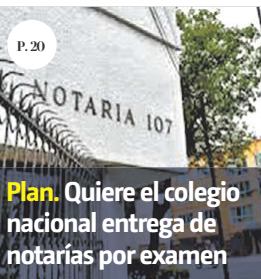 P. 20
NOTARIA 107
Plan. Quiere el colegio
nacional entrega de
notarías por examen